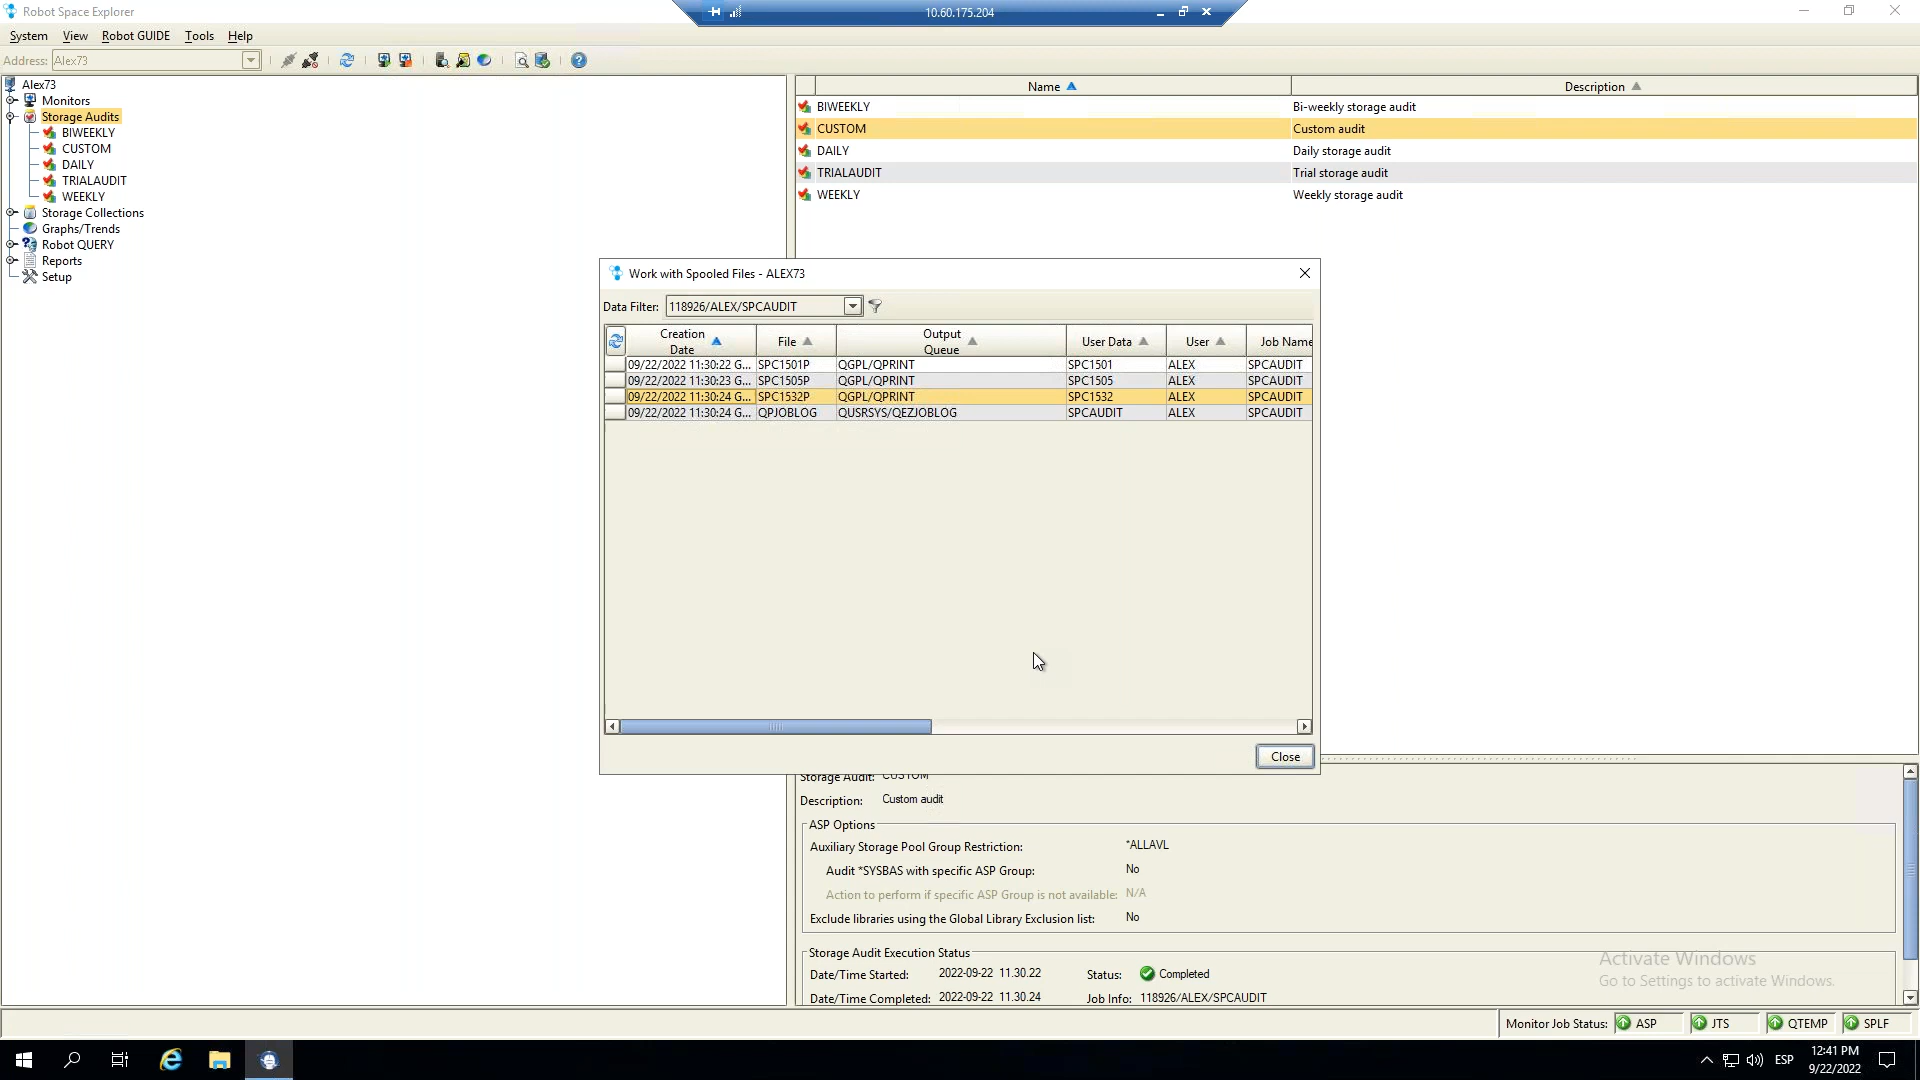 Robot Space Explorer
10.60.175.204
System View Robot GUIDE Tools Help
Address: Alex73
Alex73
Monitors
Storage Audits
BIWEEKLY
CUSTOM
DAILY
TRIALAUDIT
WEEKLY
Storage Collections
Graphs/Trends
Robot QUERY
Reports
Setup
Name Description
BIWEEKLY Bi-weekly storage audit
CUSTOM Custom audit
DAILY Daily storage audit
TRIALAUDIT Trial storage audit
WEEKLY Weekly storage audit
Work with Spooled Files - ALEX73
Data Filter: 118926/ALEX/SPCAUDIT
Creation Date File Output Queue User Data User Job Name
09/22/2022 11:30:22 G... SPC1501P QGPL/QPRINT SPC1501 ALEX SPCAUDIT
09/22/2022 11:30:23 G... SPC1505P QGPL/QPRINT SPC1505 ALEX SPCAUDIT
09/22/2022 11:30:24 G... SPC1532P QGPL/QPRINT SPC1532 ALEX SPCAUDIT
09/22/2022 11:30:24 G... QPJOBLOG QUSRSYS/QEZJOBLOG SPCAUDIT ALEX SPCAUDIT
Close
Storage Audit: CUSTOM
Description: Custom audit
ASP Options
Auxiliary Storage Pool Group Restriction: *ALLAVL
Audit *SYSBAS with specific ASP Group: No
Action to perform if specific ASP Group is not available: N/A
Exclude libraries using the Global Library Exclusion list: No
Storage Audit Execution Status
Date/Time Started: 2022-09-22 11.30.22 Status: Completed
Date/Time Completed: 2022-09-22 11.30.24 Job Info: 118926/ALEX/SPCAUDIT
Activate Windows
Go to Settings to activate Windows.
Monitor Job Status: ASP JTS QTEMP SPLF
ESP
12:41 PM
9/22/2022